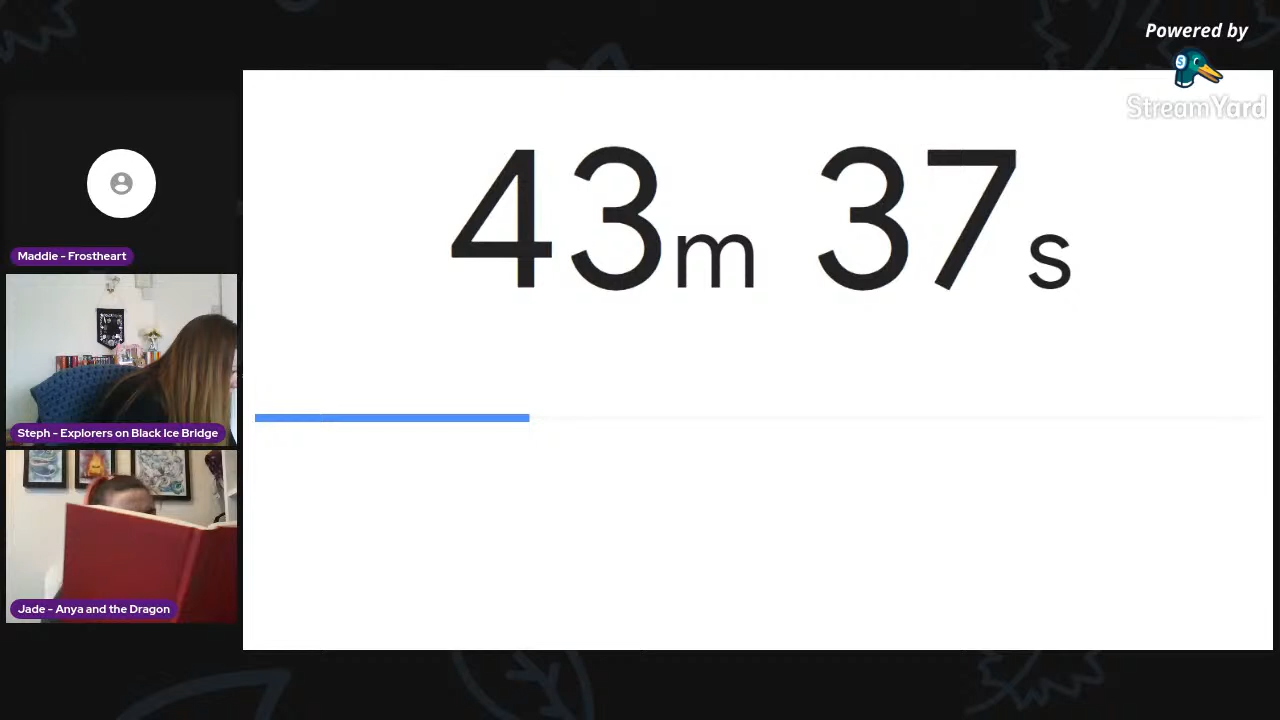 Powered by
StreamYard
43m 37s
Maddie - Frostheart
Steph - Explorers on Black Ice Bridge
Jade - Anya and the Dragon